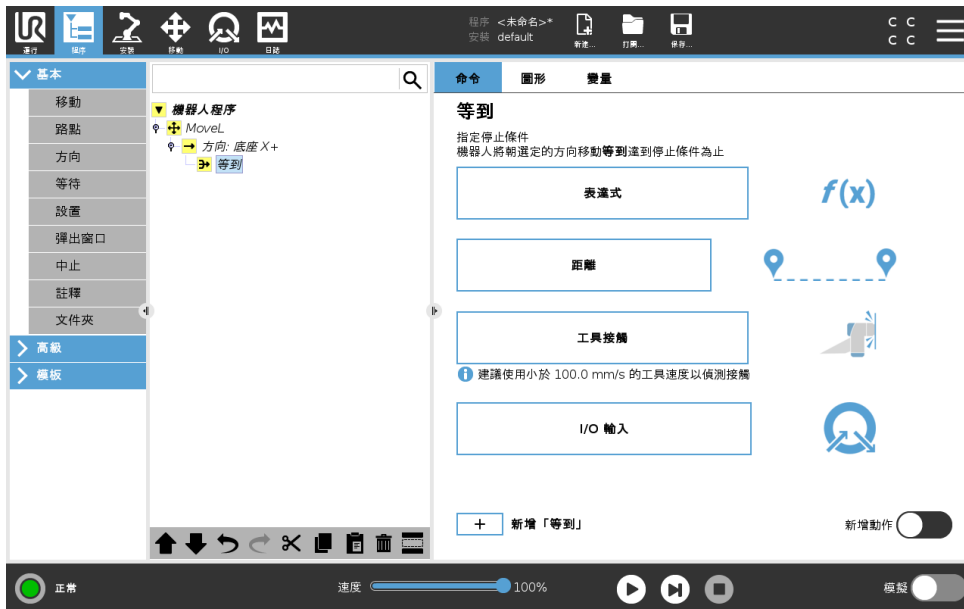 UR
運行
程序
安裝
移動
I/O
日誌
程序 <未命名>*
安裝 default
新建...
打開...
保存...
C C
C C
基本
移動
路點
方向
等待
設置
彈出窗口
中止
註釋
文件夾
高級
模板
機器人程序
MoveL
方向: 底座 X+
等到
命令 圖形 變量
等到
指定停止條件
機器人將朝選定的方向移動等到達到停止條件為止
表達式
f(x)
距離
工具接觸
建議使用小於 100.0 mm/s 的工具速度以偵測接觸
I/O 輸入
+ 新增「等到」
新增動作
正常
速度
100%
模擬